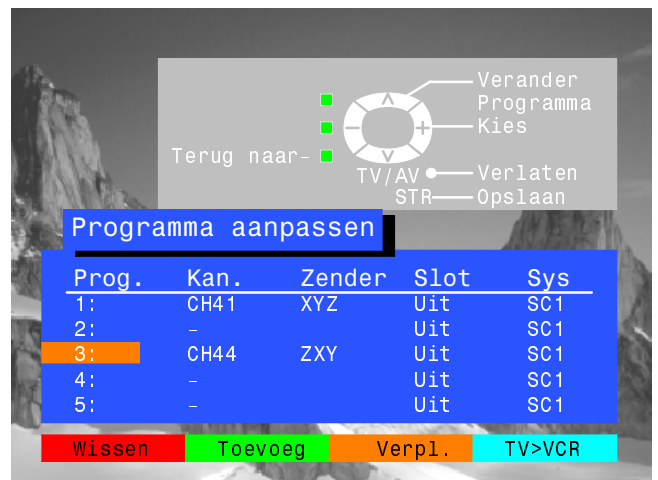 Verander
Programma
Kies
Terug naar–
TV/AV
Verlaten
STR
Opslaan
Programma aanpassen
Prog. Kan. Zender Slot Sys
1: CH41 XYZ Uit SC1
2: – Uit SC1
3: CH44 ZXY Uit SC1
4: – Uit SC1
5: – Uit SC1
Wissen Toevoeg Verpl. TV>VCR